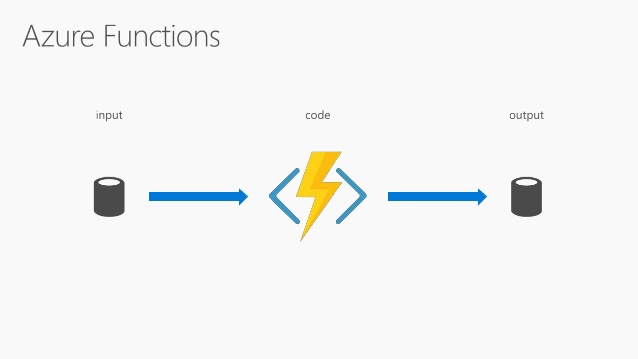 Azure Functions
input
code
output